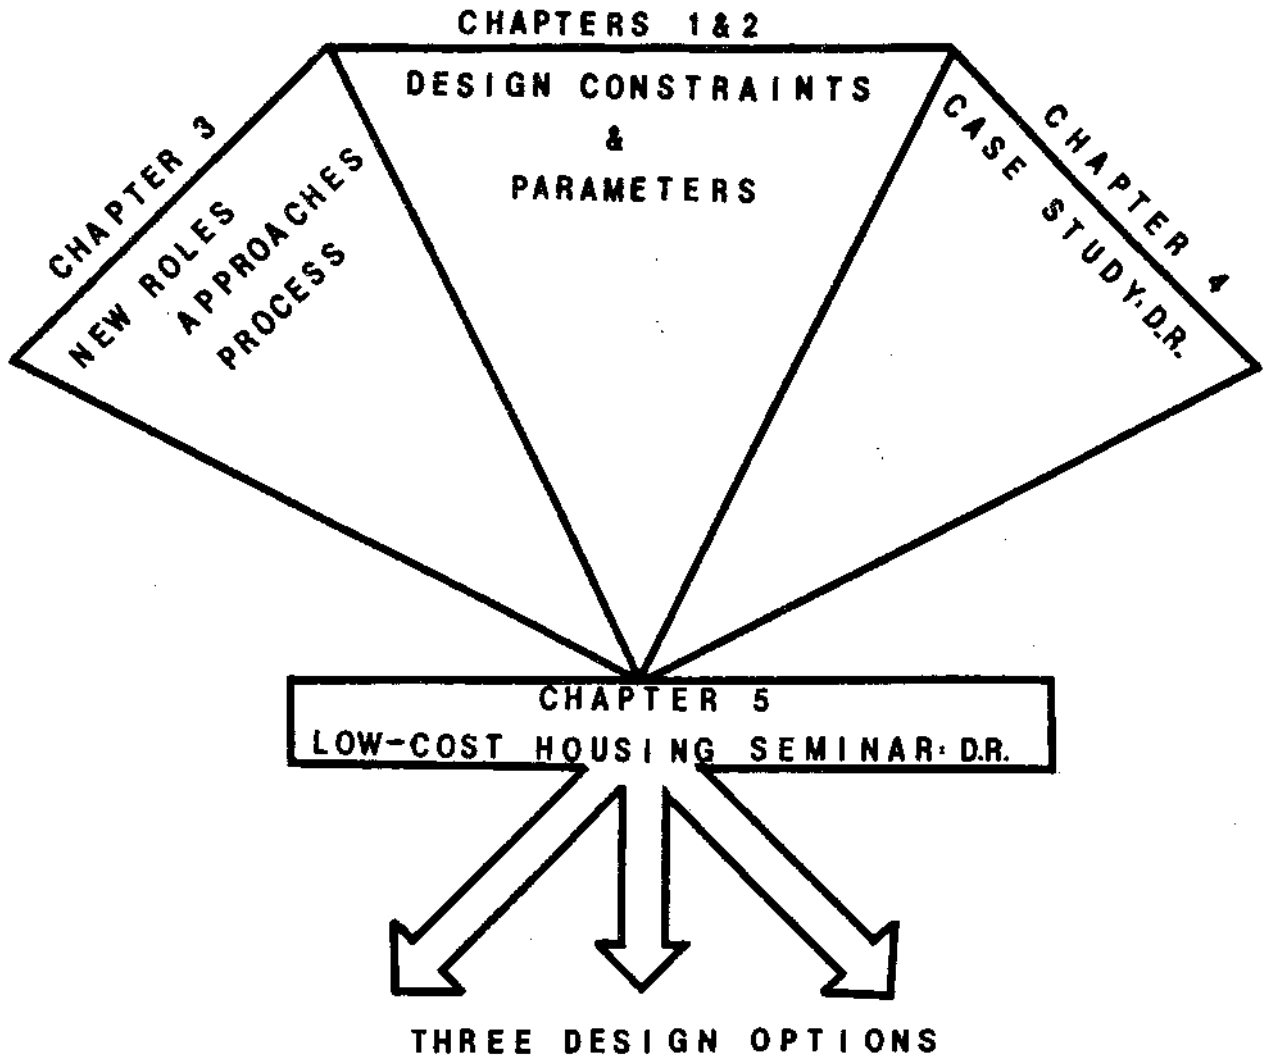 CHAPTERS 1&2
DESIGN CONSTRAINTS
&
PARAMETERS
CHAPTER 3
NEW ROLES
APPROACHES
PROCESS
CHAPTER 4
CASE STUDY: D.R.
CHAPTER 5
LOW-COST HOUSING SEMINAR: D.R.
THREE DESIGN OPTIONS